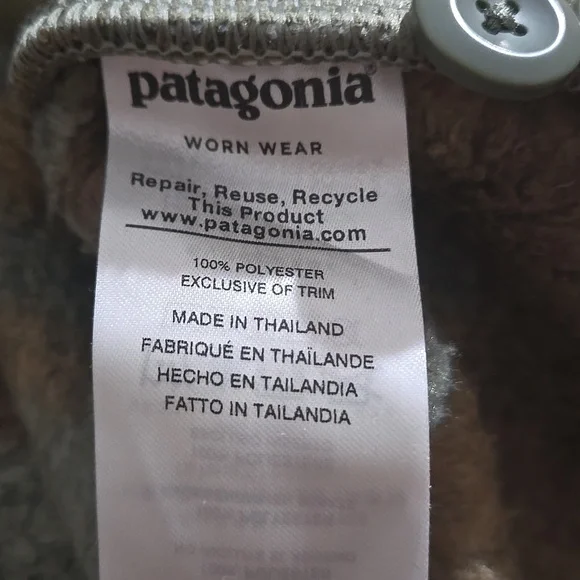 patagonia®
WORN WEAR
Repair, Reuse, Recycle
This Product
www.patagonia.com
100% POLYESTER
EXCLUSIVE OF TRIM
MADE IN THAILAND
FABRIQUÉ EN THAÏLANDE
HECHO EN TAILANDIA
FATTO IN TAILANDIA